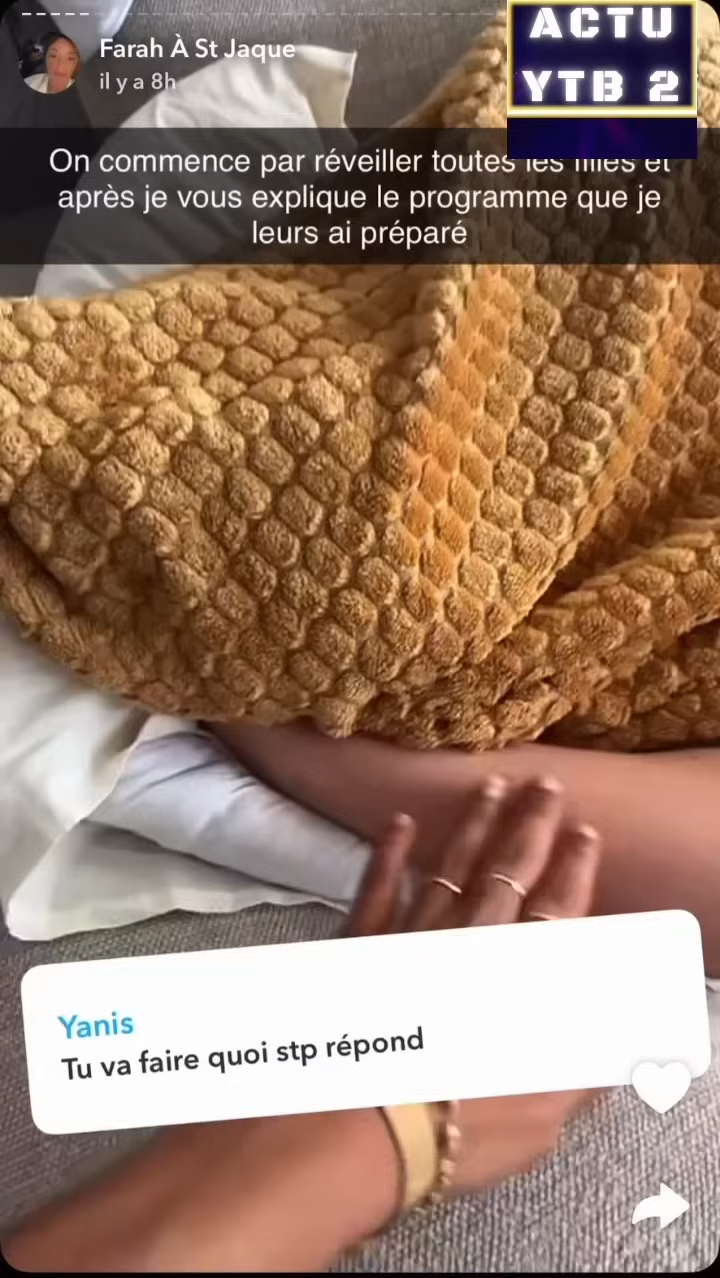 Farah À St Jaque
il y a 8h
ACTU
YTB 2
On commence par réveiller toutes les filles et
après je vous explique le programme que je
leurs ai préparé
Yanis
Tu va faire quoi stp répond